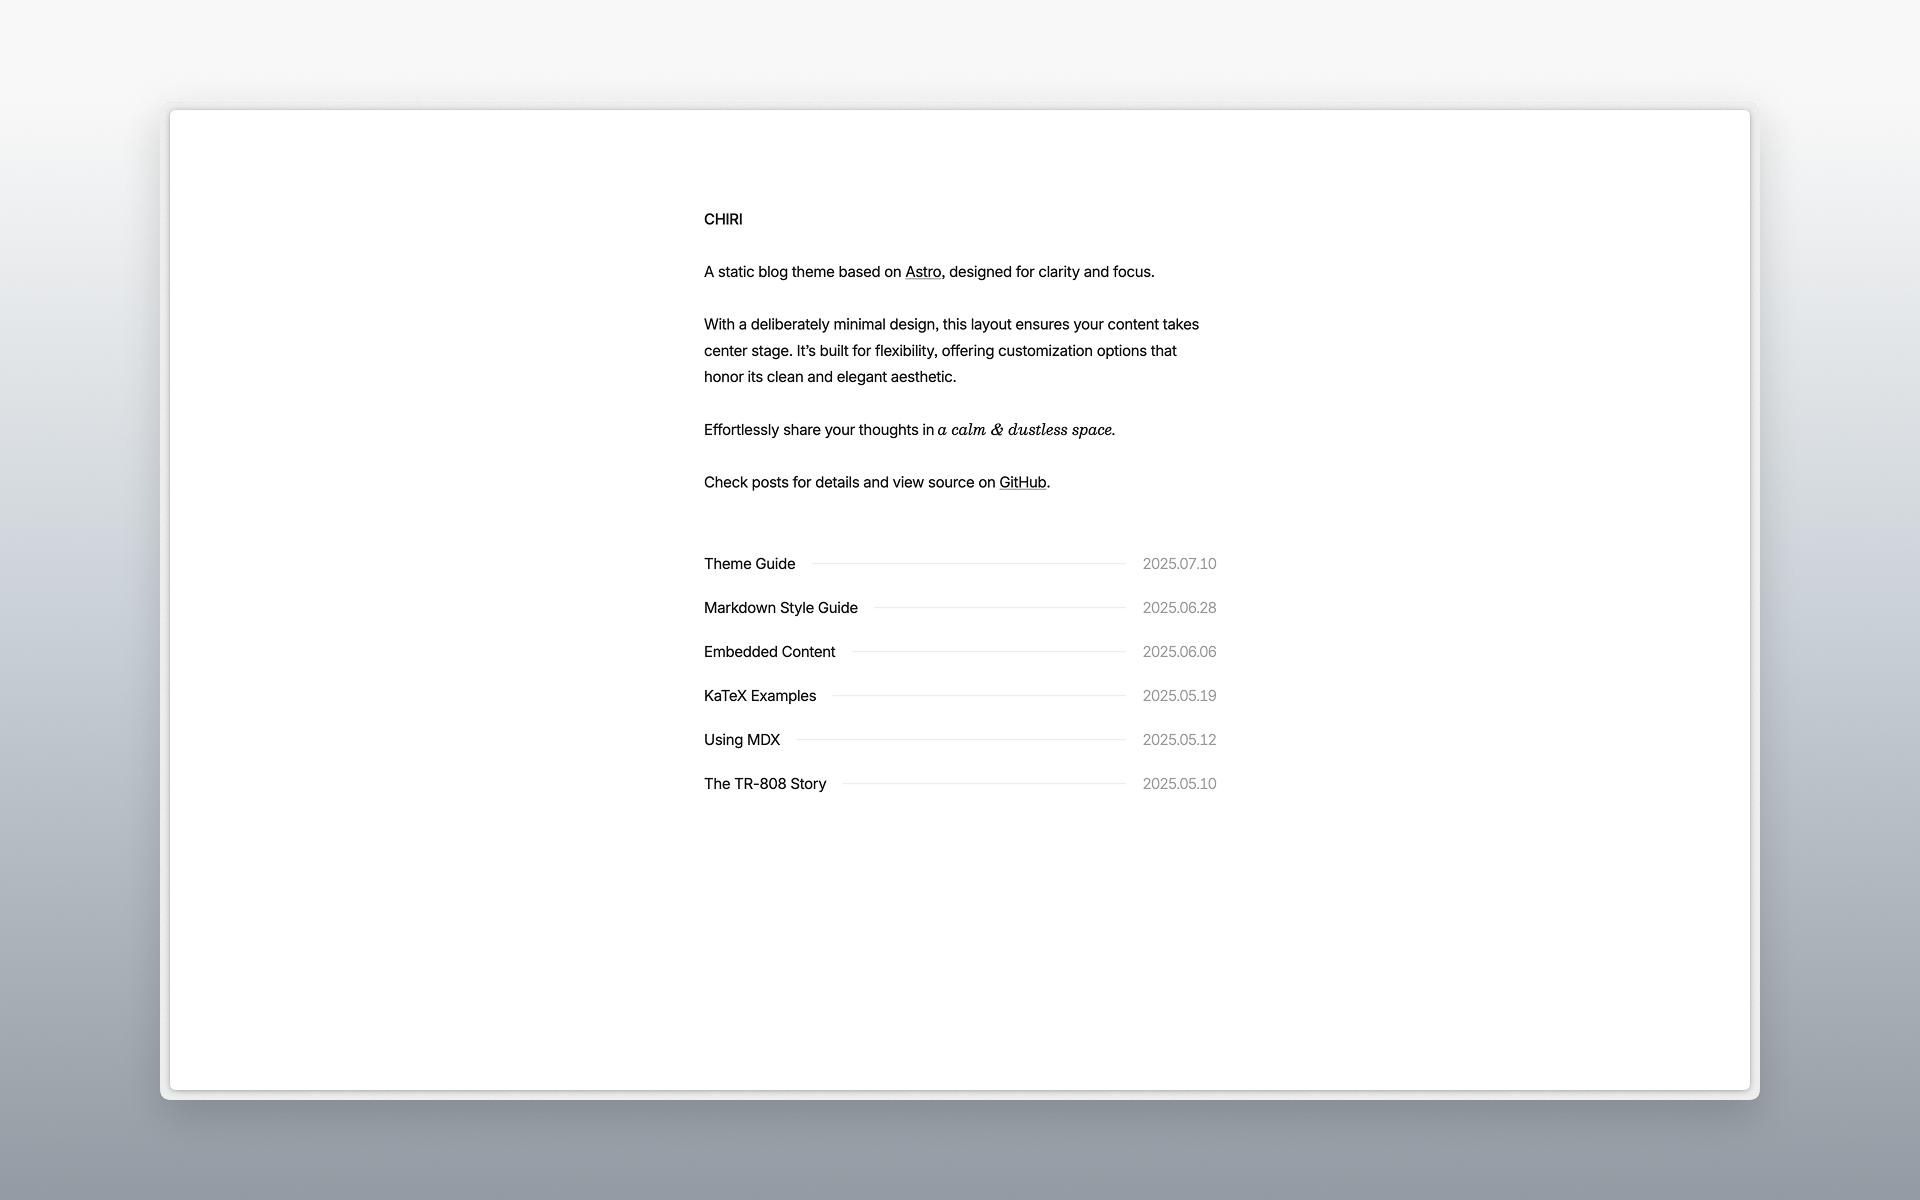 CHIRI
A static blog theme based on Astro, designed for clarity and focus.
With a deliberately minimal design, this layout ensures your content takes
center stage. It’s built for flexibility, offering customization options that
honor its clean and elegant aesthetic.
Effortlessly share your thoughts in a calm & dustless space.
Check posts for details and view source on GitHub.
Theme Guide 2025.07.10
Markdown Style Guide 2025.06.28
Embedded Content 2025.06.06
KaTeX Examples 2025.05.19
Using MDX 2025.05.12
The TR-808 Story 2025.05.10